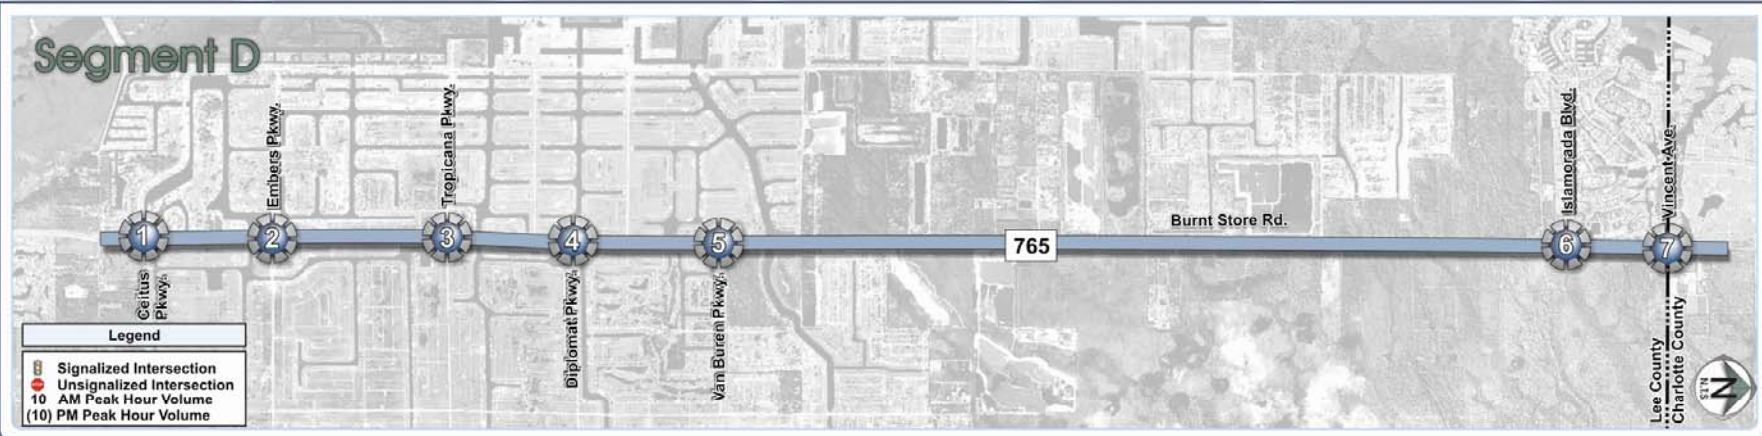 Segment D
Embers Pkwy.
Tropicana Pkwy.
Islamorada Blvd.
Vincent Ave.
Burnt Store Rd.
1
2
3
4
5
765
6
7
Ceitus
Pkwy.
Diplomat Pkwy.
Van Buren Pkwy.
Lee County
Charlotte County
Legend
Signalized Intersection
Unsignalized Intersection
10 AM Peak Hour Volume
(10) PM Peak Hour Volume
N
N.T.S